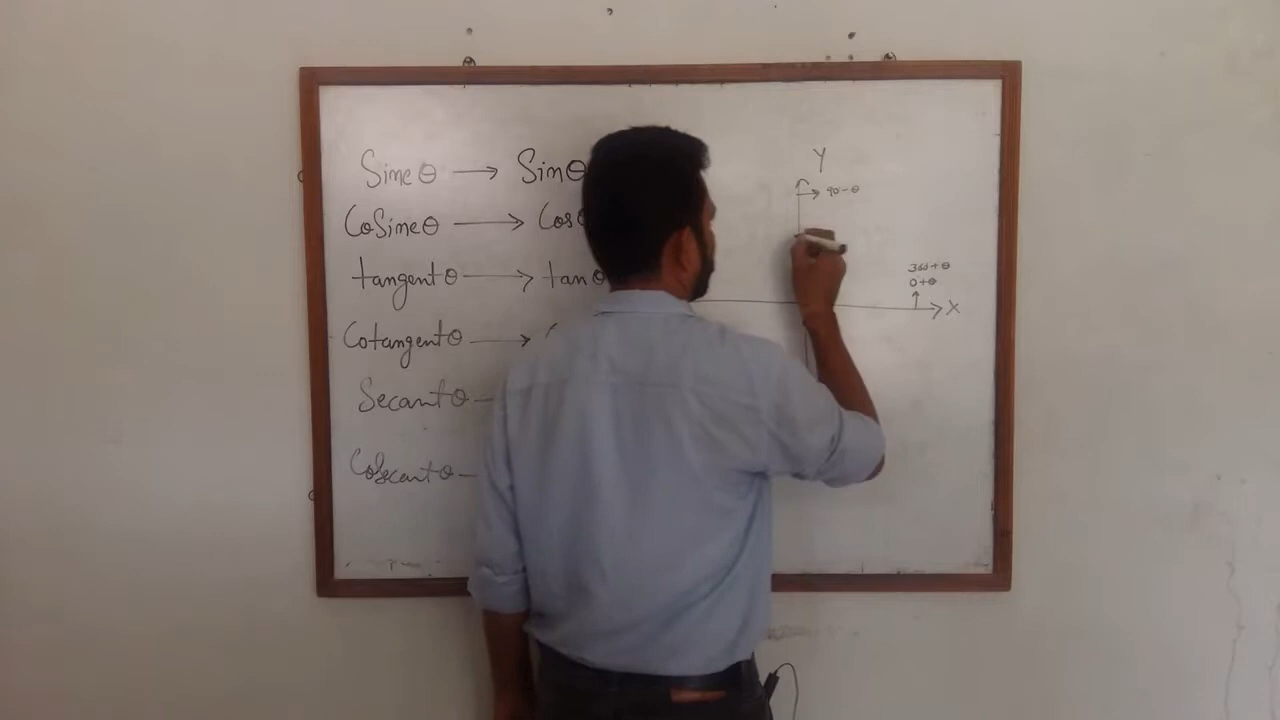 Sine θ → Sin θ
CoSine θ → Cos θ
tangent θ → tan θ
Cotangent θ →
Secant θ
CoSecant θ
Y
90-θ
360+θ
0+θ
X